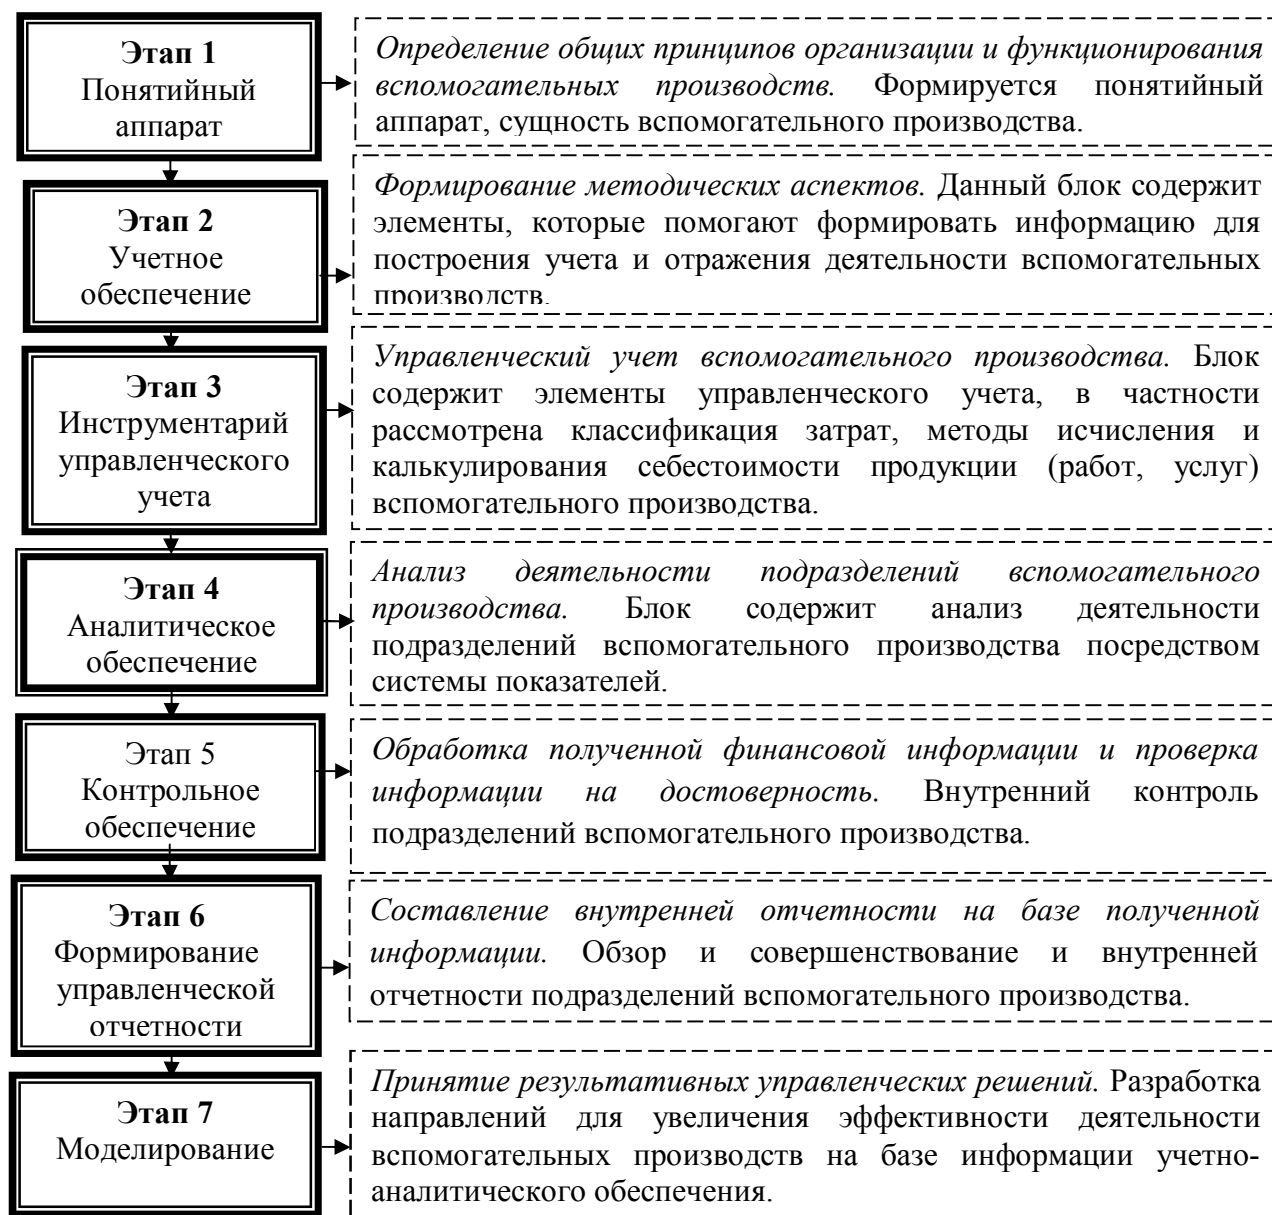 Этап 1
Понятийный
аппарат
Определение общих принципов организации и функционирования
вспомогательных производств. Формируется понятийный
аппарат, сущность вспомогательного производства.
Этап 2
Учетное
обеспечение
Формирование методических аспектов. Данный блок содержит
элементы, которые помогают формировать информацию для
построения учета и отражения деятельности вспомогательных
производств.
Этап 3
Инструментарий
управленческого
учета
Управленческий учет вспомогательного производства. Блок
содержит элементы управленческого учета, в частности
рассмотрена классификация затрат, методы исчисления и
калькулирования себестоимости продукции (работ, услуг)
вспомогательного производства.
Этап 4
Аналитическое
обеспечение
Анализ деятельности подразделений вспомогательного
производства. Блок содержит анализ деятельности
подразделений вспомогательного производства посредством
системы показателей.
Этап 5
Контрольное
обеспечение
Обработка полученной финансовой информации и проверка
информации на достоверность. Внутренний контроль
подразделений вспомогательного производства.
Этап 6
Формирование
управленческой
отчетности
Составление внутренней отчетности на базе полученной
информации. Обзор и совершенствование и внутренней
отчетности подразделений вспомогательного производства.
Этап 7
Моделирование
Принятие результативных управленческих решений. Разработка
направлений для увеличения эффективности деятельности
вспомогательных производств на базе информации учетно-
аналитического обеспечения.